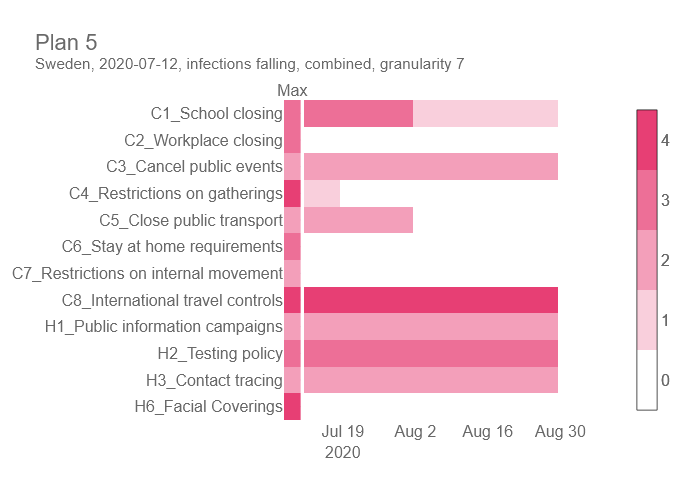 Plan 5
Sweden, 2020-07-12, infections falling, combined, granularity 7
Max
C1_School closing
C2_Workplace closing
C3_Cancel public events
C4_Restrictions on gatherings
C5_Close public transport
C6_Stay at home requirements
C7_Restrictions on internal movement
C8_International travel controls
H1_Public information campaigns
H2_Testing policy
H3_Contact tracing
H6_Facial Coverings
Jul 19 Aug 2 Aug 16 Aug 30
2020
4
3
2
1
0